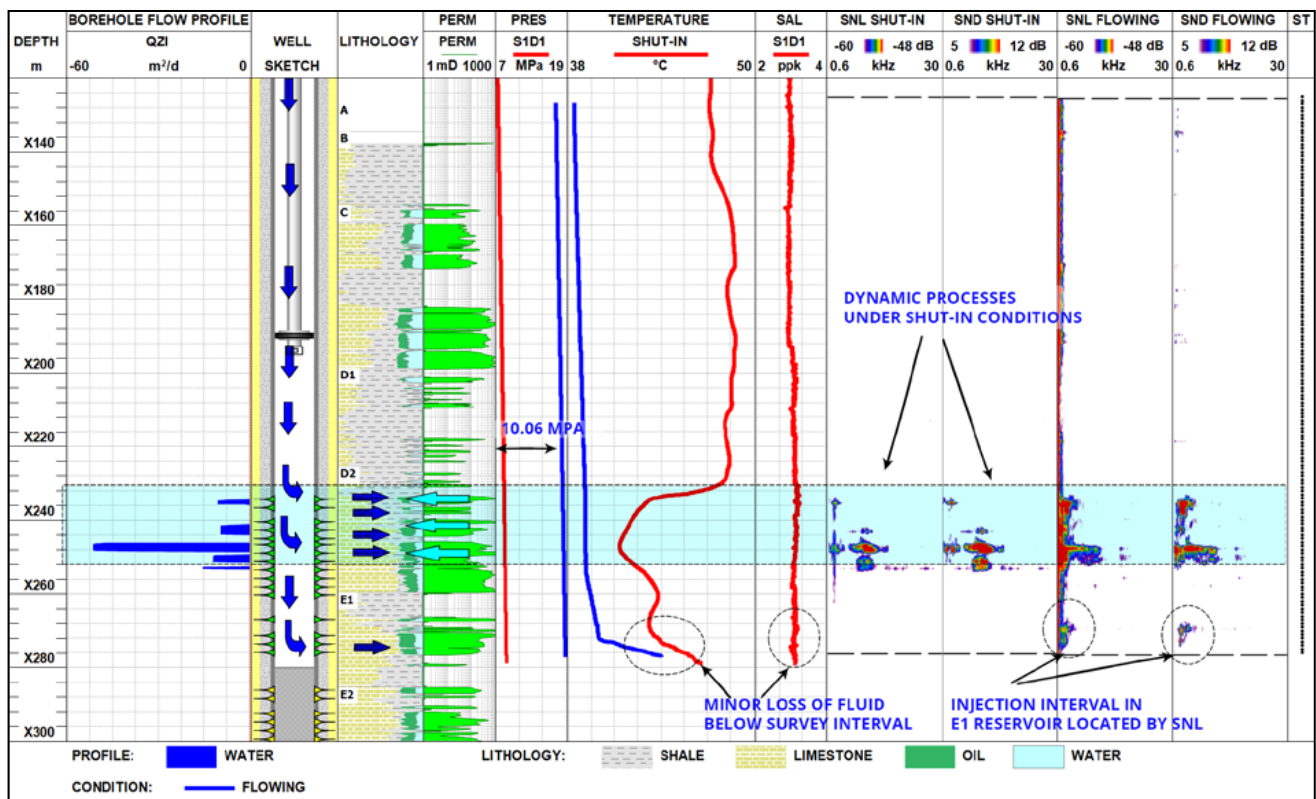 BOREHOLE FLOW PROFILE PERM PRES TEMPERATURE SAL SNL SHUT-IN SND SHUT-IN SNL FLOWING SND FLOWING ST
DEPTH QZI WELL LITHOLOGY PERM S1D1 SHUT-IN S1D1 -60 -48 dB 5 12 dB -60 -48 dB 5 12 dB
m -60 m²/d 0 SKETCH 1 mD 1000 7 MPa 19 38 °C 50 2 ppk 4 0.6 kHz 30 0.6 kHz 30 0.6 kHz 30 0.6 kHz 30
A
B
X140
C
X160
X180
DYNAMIC PROCESSES
UNDER SHUT-IN CONDITIONS
X200
D1
X220
10.06 MPA
D2
X240
X260
E1
X280
E2
MINOR LOSS OF FLUID
BELOW SURVEY INTERVAL
INJECTION INTERVAL IN
E1 RESERVOIR LOCATED BY SNL
X300
PROFILE: WATER LITHOLOGY: SHALE LIMESTONE OIL WATER
CONDITION: FLOWING